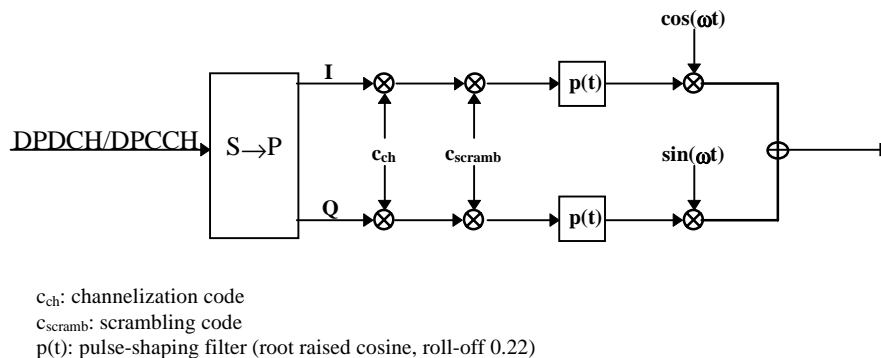 cos(ωt)
I
p(t)
DPDCH/DPCCH
S→P
c_ch
c_scramb
sin(ωt)
Q
p(t)
c_ch: channelization code
c_scramb: scrambling code
p(t): pulse-shaping filter (root raised cosine, roll-off 0.22)